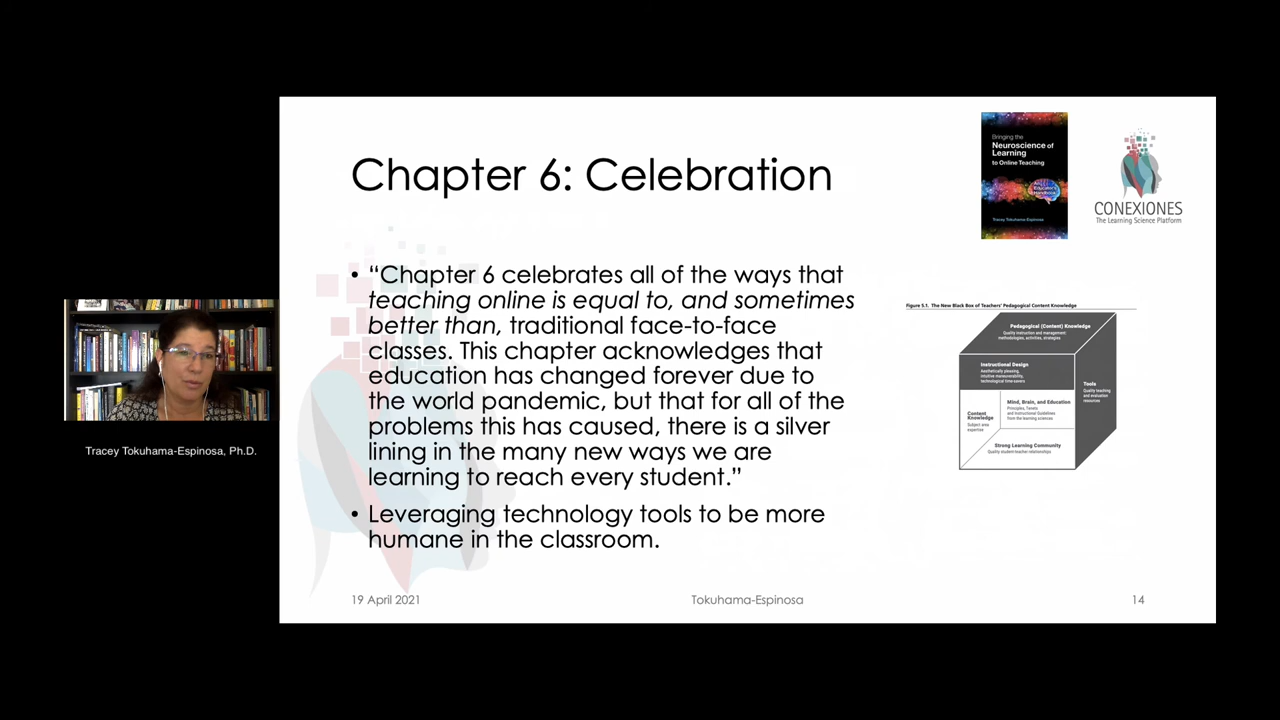 Chapter 6: Celebration
Bringing the
Neuroscience of
Learning
to Online Teaching
An
Educator's
Handbook
Tracey Tokuhama-Espinosa
CONEXIONES
The Learning Science Platform
• “Chapter 6 celebrates all of the ways that
teaching online is equal to, and sometimes
better than, traditional face-to-face
classes. This chapter acknowledges that
education has changed forever due to
the world pandemic, but that for all of the
problems this has caused, there is a silver
lining in the many new ways we are
learning to reach every student.”
• Leveraging technology tools to be more
humane in the classroom.
Figure 5.1. The New Black Box of Teachers' Pedagogical Content Knowledge
Pedagogical (Content) Knowledge
Quality instruction and management:
methodologies, activities, strategies
Instructional Design
Aesthetically pleasing,
intuitive maneuverability,
technological time-savers
Tools
Quality teaching
and evaluation
resources
Mind, Brain, and Education
Principles, Tenets
and Instructional Guidelines
from the learning sciences
Content
Knowledge
Subject area
expertise
Strong Learning Community
Quality student-teacher relationships
Tracey Tokuhama-Espinosa, Ph.D.
19 April 2021
Tokuhama-Espinosa
14